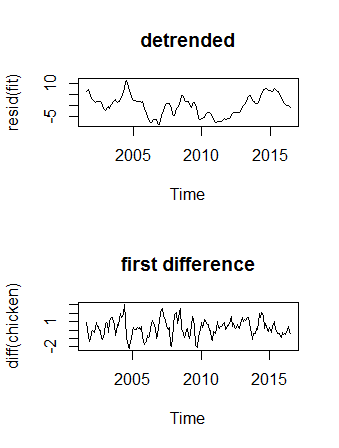 detrended
resid(fit)
10
-5
2005 2010 2015
Time
first difference
diff(chicken)
1
-2
2005 2010 2015
Time